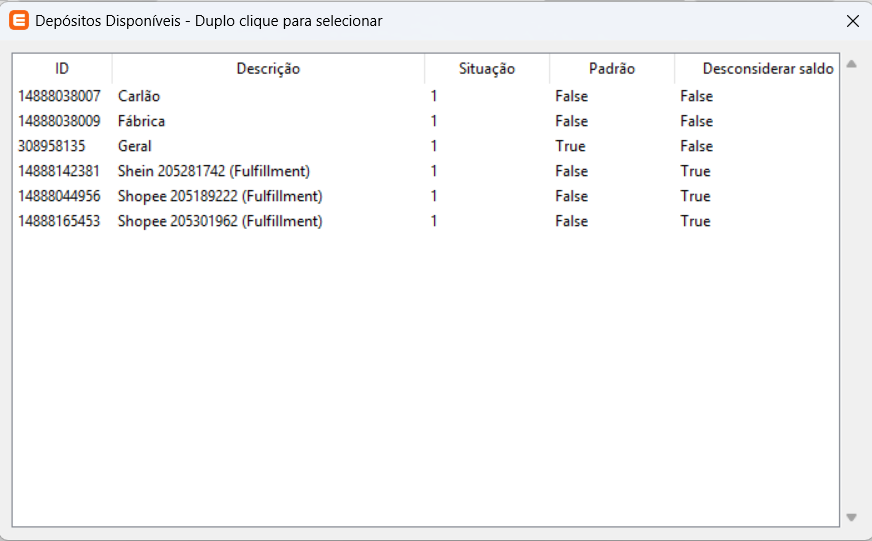 Depósitos Disponíveis - Duplo clique para selecionar
ID Descrição Situação Padrão Desconsiderar saldo
14888038007 Carlão 1 False False
14888038009 Fábrica 1 False False
308958135 Geral 1 True False
14888142381 Shein 205281742 (Fulfillment) 1 False True
14888044956 Shopee 205189222 (Fulfillment) 1 False True
14888165453 Shopee 205301962 (Fulfillment) 1 False True